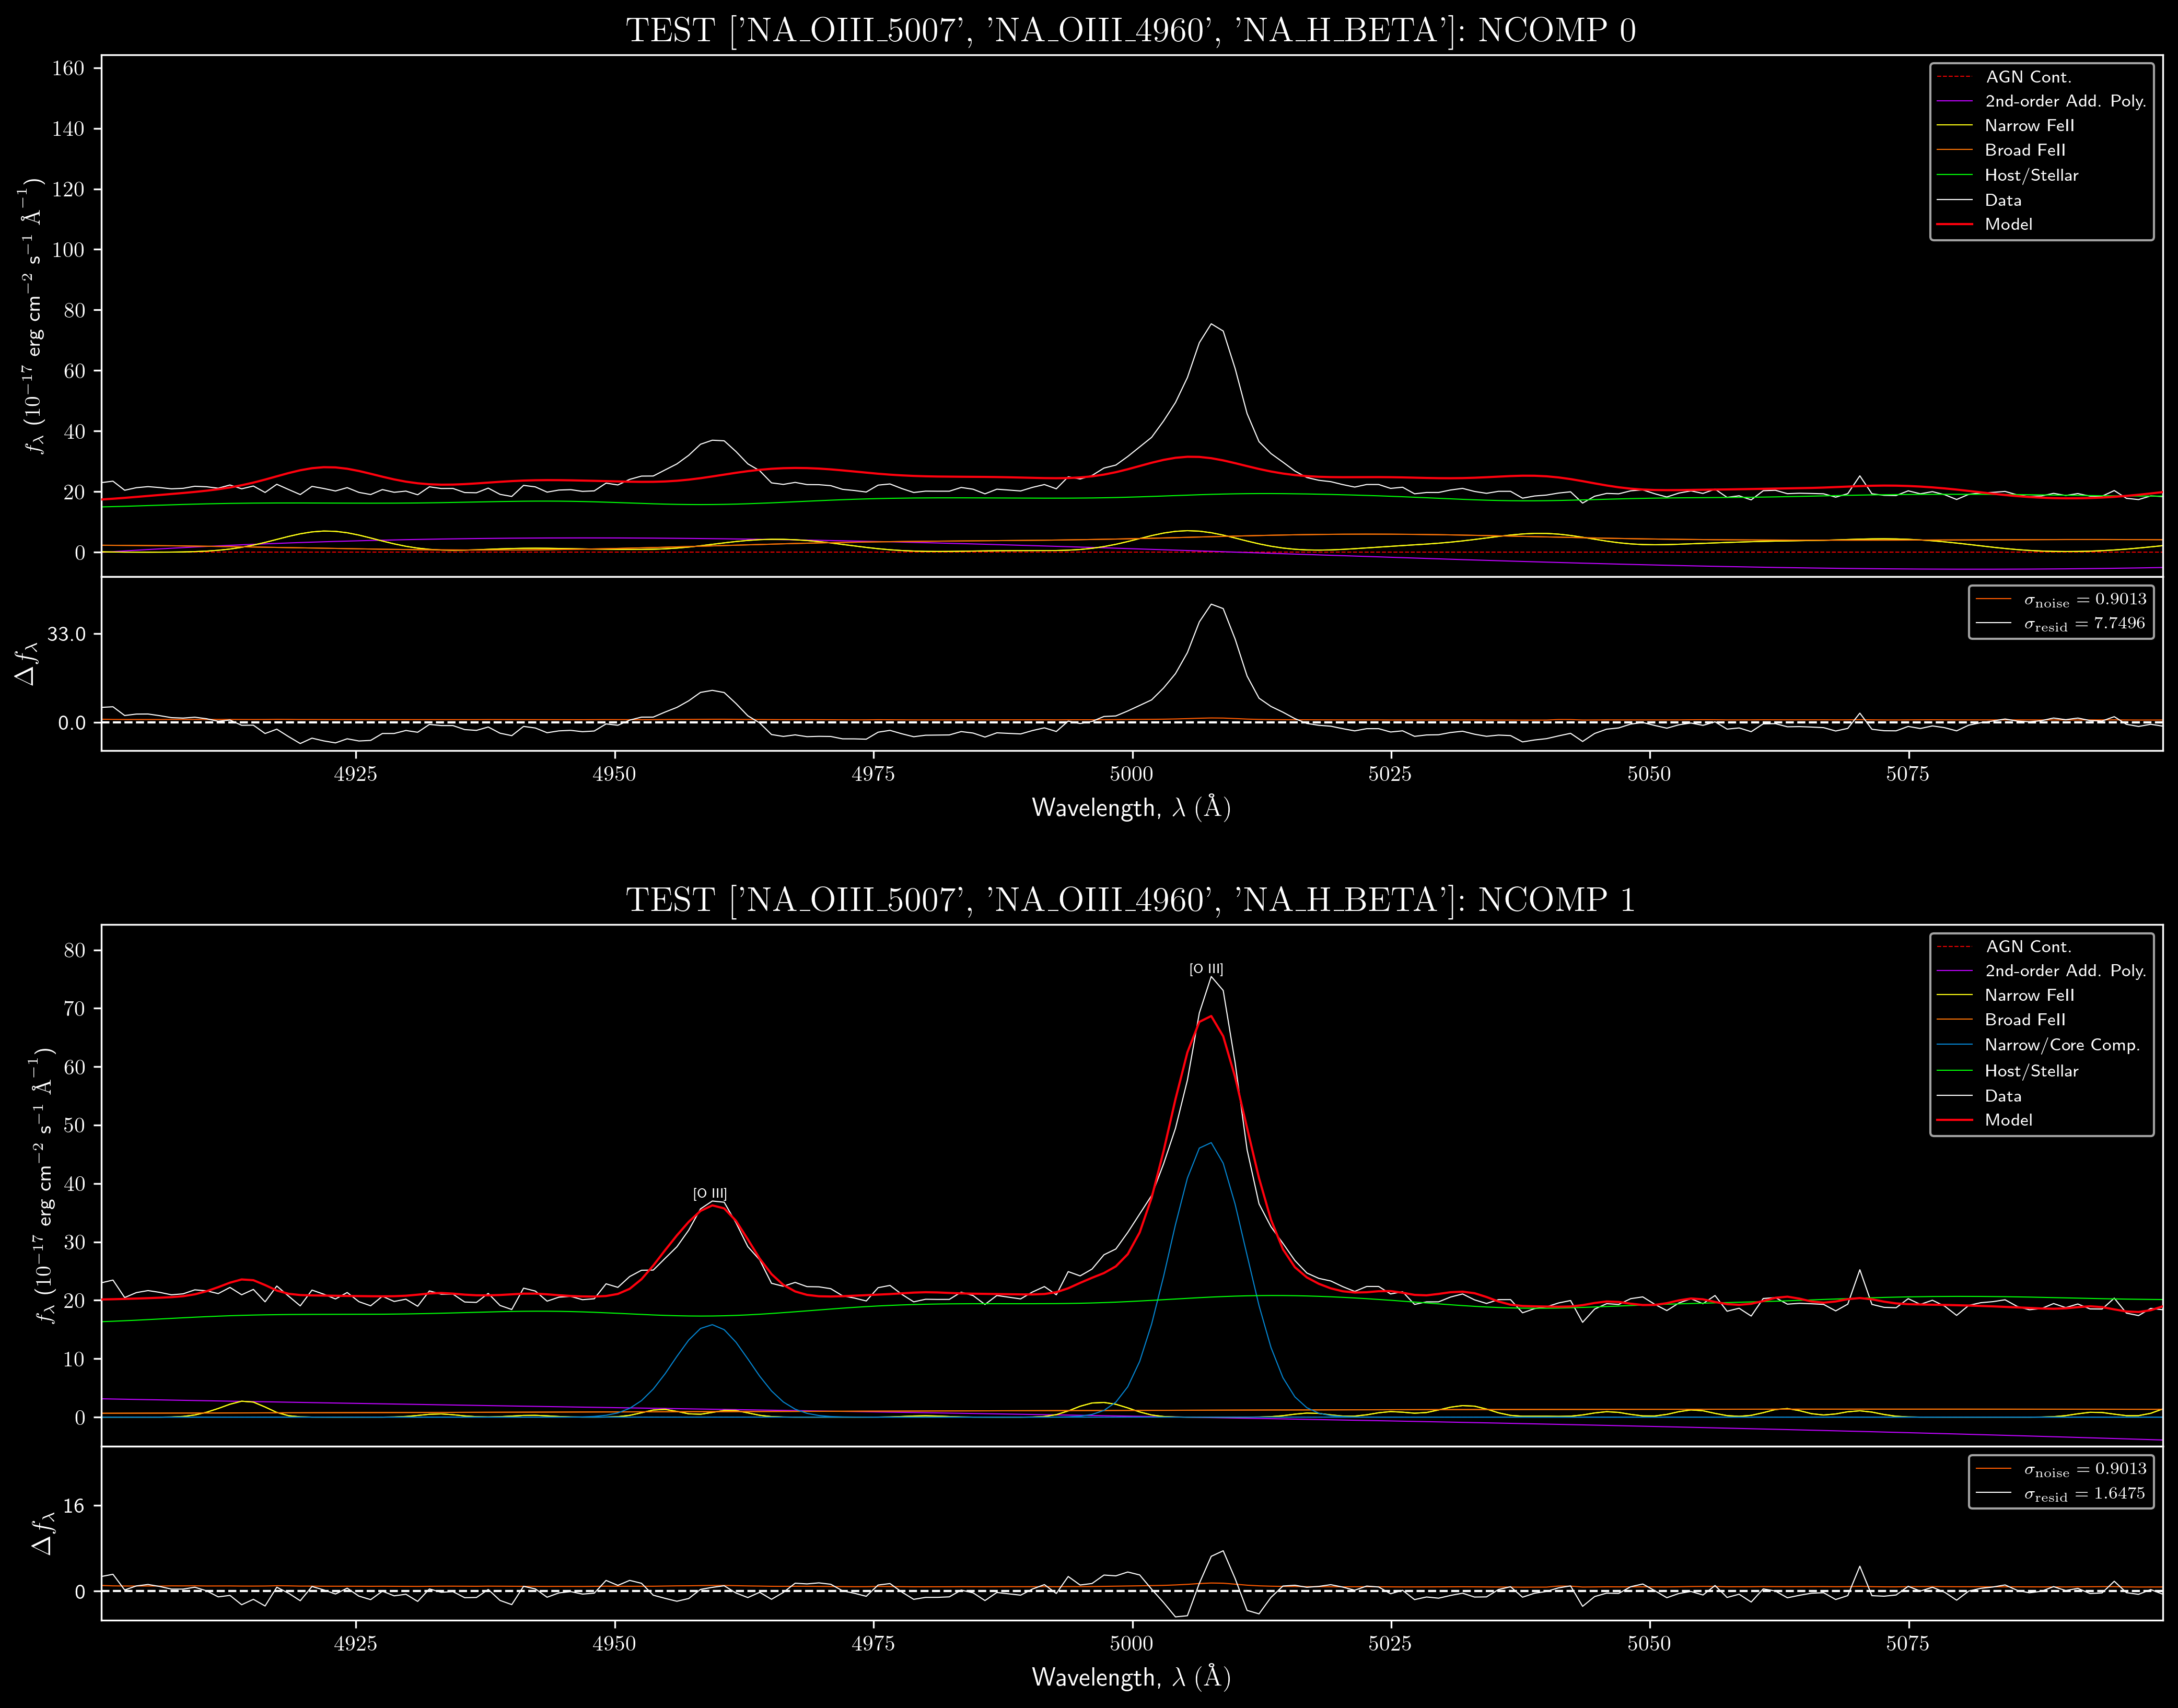 TEST ['NA_OIII_5007', 'NA_OIII_4960', 'NA_H_BETA']: NCOMP 0
160
140
120
100
80
60
40
20
0
f_λ (10^{-17} erg cm^{-2} s^{-1} Å^{-1})
AGN Cont.
2nd-order Add. Poly.
Narrow FeII
Broad FeII
Host/Stellar
Data
Model
33.0
0.0
Δf_λ
σ_noise = 0.9013
σ_resid = 7.7496
4925 4950 4975 5000 5025 5050 5075
Wavelength, λ (Å)
TEST ['NA_OIII_5007', 'NA_OIII_4960', 'NA_H_BETA']: NCOMP 1
80
70
60
50
40
30
20
10
0
f_λ (10^{-17} erg cm^{-2} s^{-1} Å^{-1})
[O III]
[O III]
AGN Cont.
2nd-order Add. Poly.
Narrow FeII
Broad FeII
Narrow/Core Comp.
Host/Stellar
Data
Model
16
0
Δf_λ
σ_noise = 0.9013
σ_resid = 1.6475
4925 4950 4975 5000 5025 5050 5075
Wavelength, λ (Å)